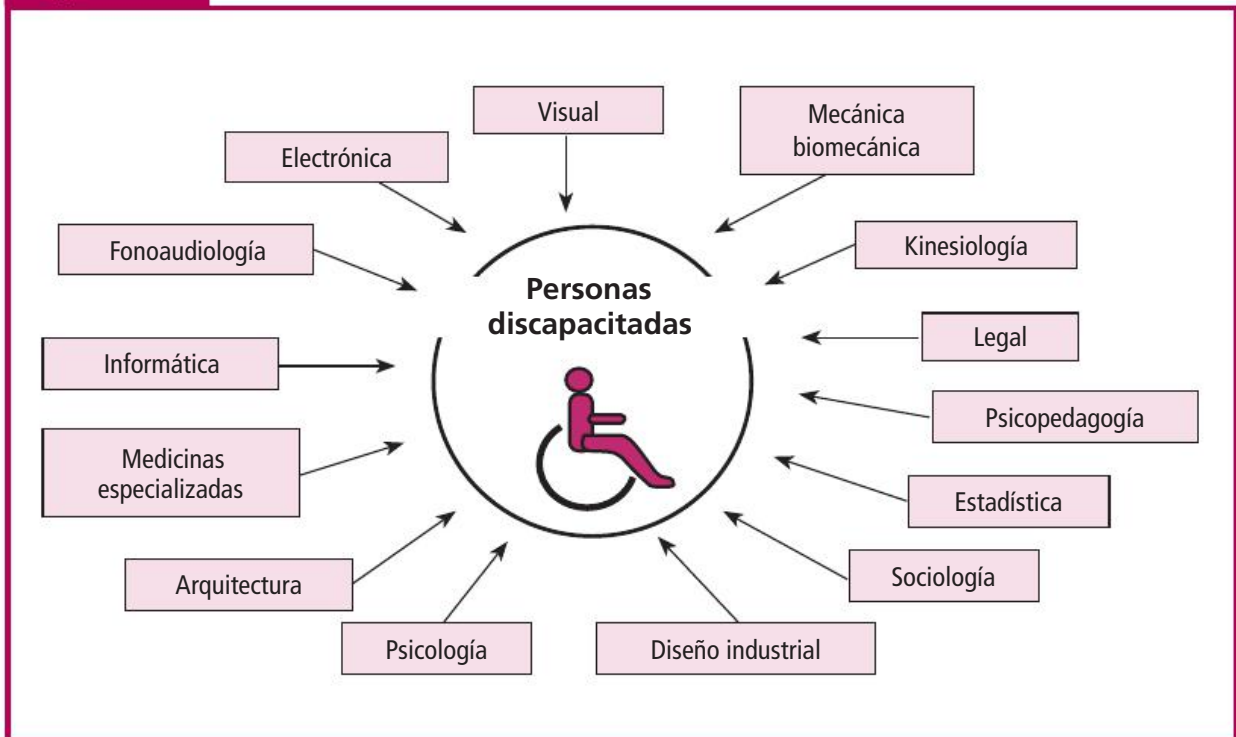 Visual
Mecánica
biomecánica
Electrónica
Fonoaudiología
Kinesiología
Personas
discapacitadas
Informática
Legal
Psicopedagogía
Medicinas
especializadas
Estadística
Arquitectura
Sociología
Psicología
Diseño industrial